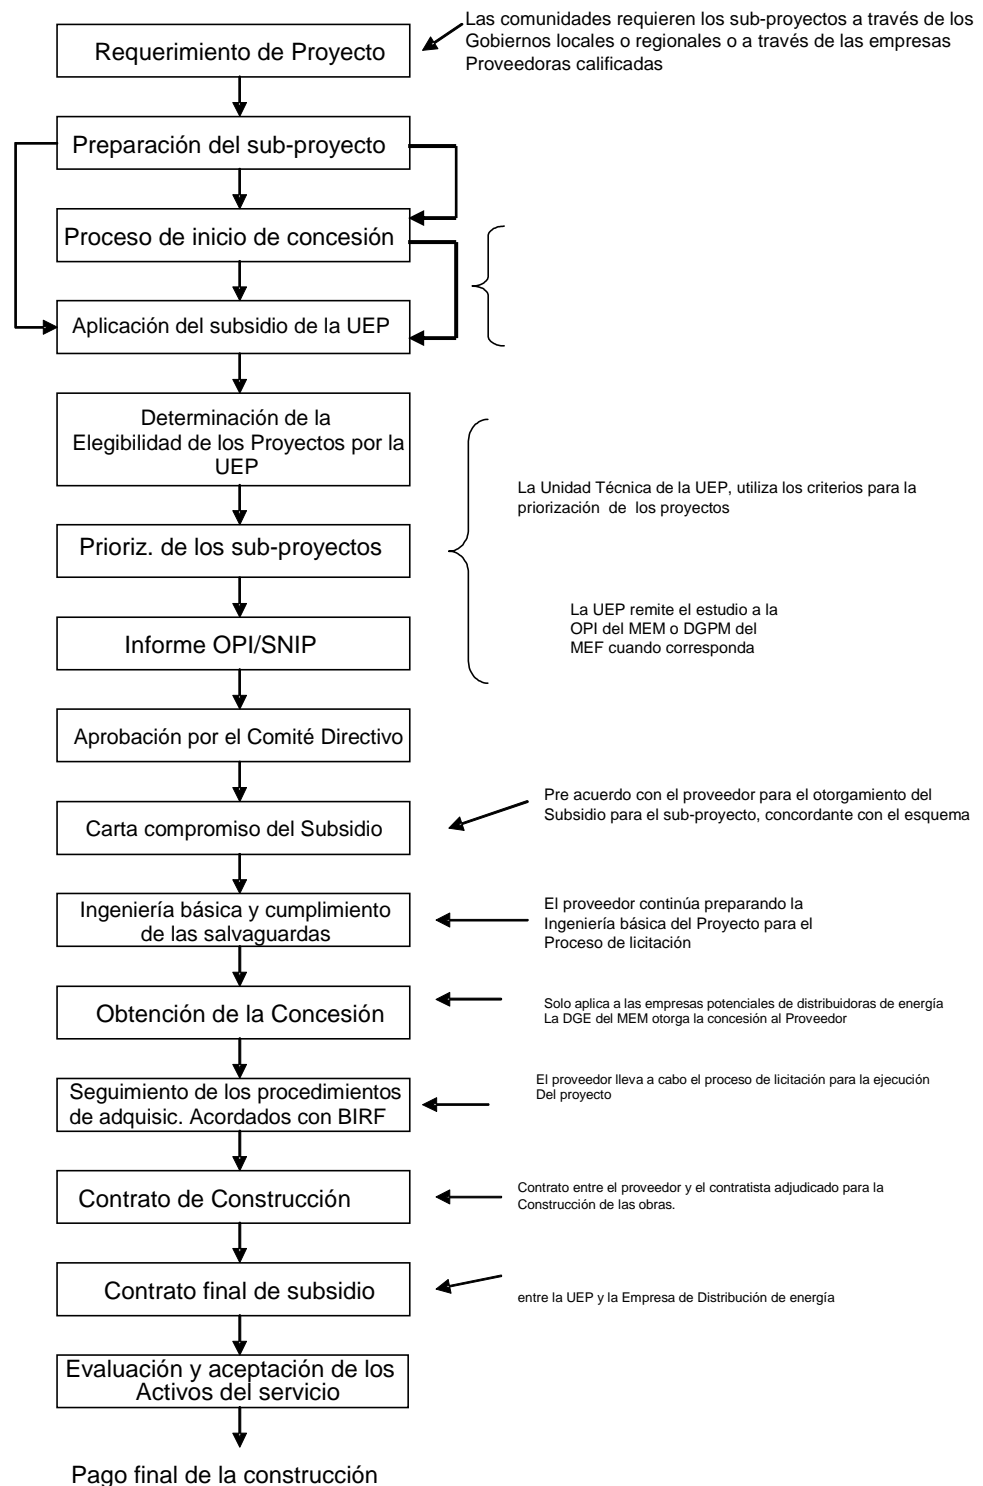 Las comunidades requieren los sub-proyectos a través de los
Gobiernos locales o regionales o a través de las empresas
Proveedoras calificadas
Requerimiento de Proyecto
Preparación del sub-proyecto
Proceso de inicio de concesión
Aplicación del subsidio de la UEP
Determinación de la
Elegibilidad de los Proyectos por la
UEP
La Unidad Técnica de la UEP, utiliza los criterios para la
priorización de los proyectos
Prioriz. de los sub-proyectos
La UEP remite el estudio a la
OPI del MEM o DGPM del
MEF cuando corresponda
Informe OPI/SNIP
Aprobación por el Comité Directivo
Pre acuerdo con el proveedor para el otorgamiento del
Subsidio para el sub-proyecto, concordante con el esquema
Carta compromiso del Subsidio
El proveedor continúa preparando la
Ingeniería básica del Proyecto para el
Proceso de licitación
Ingeniería básica y cumplimiento
de las salvaguardas
Solo aplica a las empresas potenciales de distribuidoras de energía
La DGE del MEM otorga la concesión al Proveedor
Obtención de la Concesión
El proveedor lleva a cabo el proceso de licitación para la ejecución
Del proyecto
Seguimiento de los procedimientos
de adquisic. Acordados con BIRF
Contrato entre el proveedor y el contratista adjudicado para la
Construcción de las obras.
Contrato de Construcción
Contrato final de subsidio
entre la UEP y la Empresa de Distribución de energía
Evaluación y aceptación de los
Activos del servicio
Pago final de la construcción